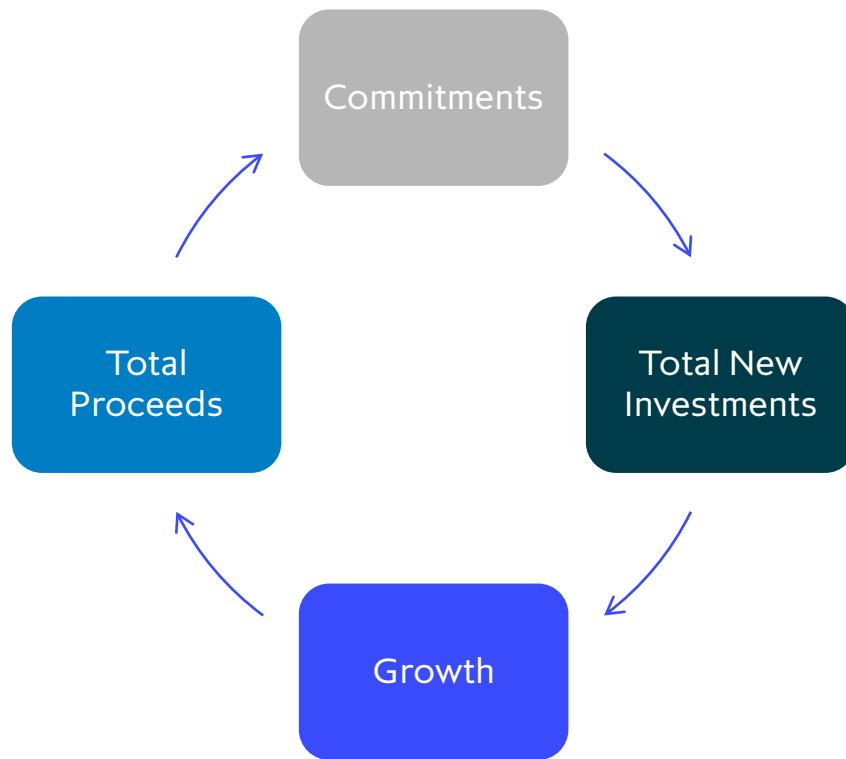 Commitments
Total
Proceeds
Total New
Investments
Growth